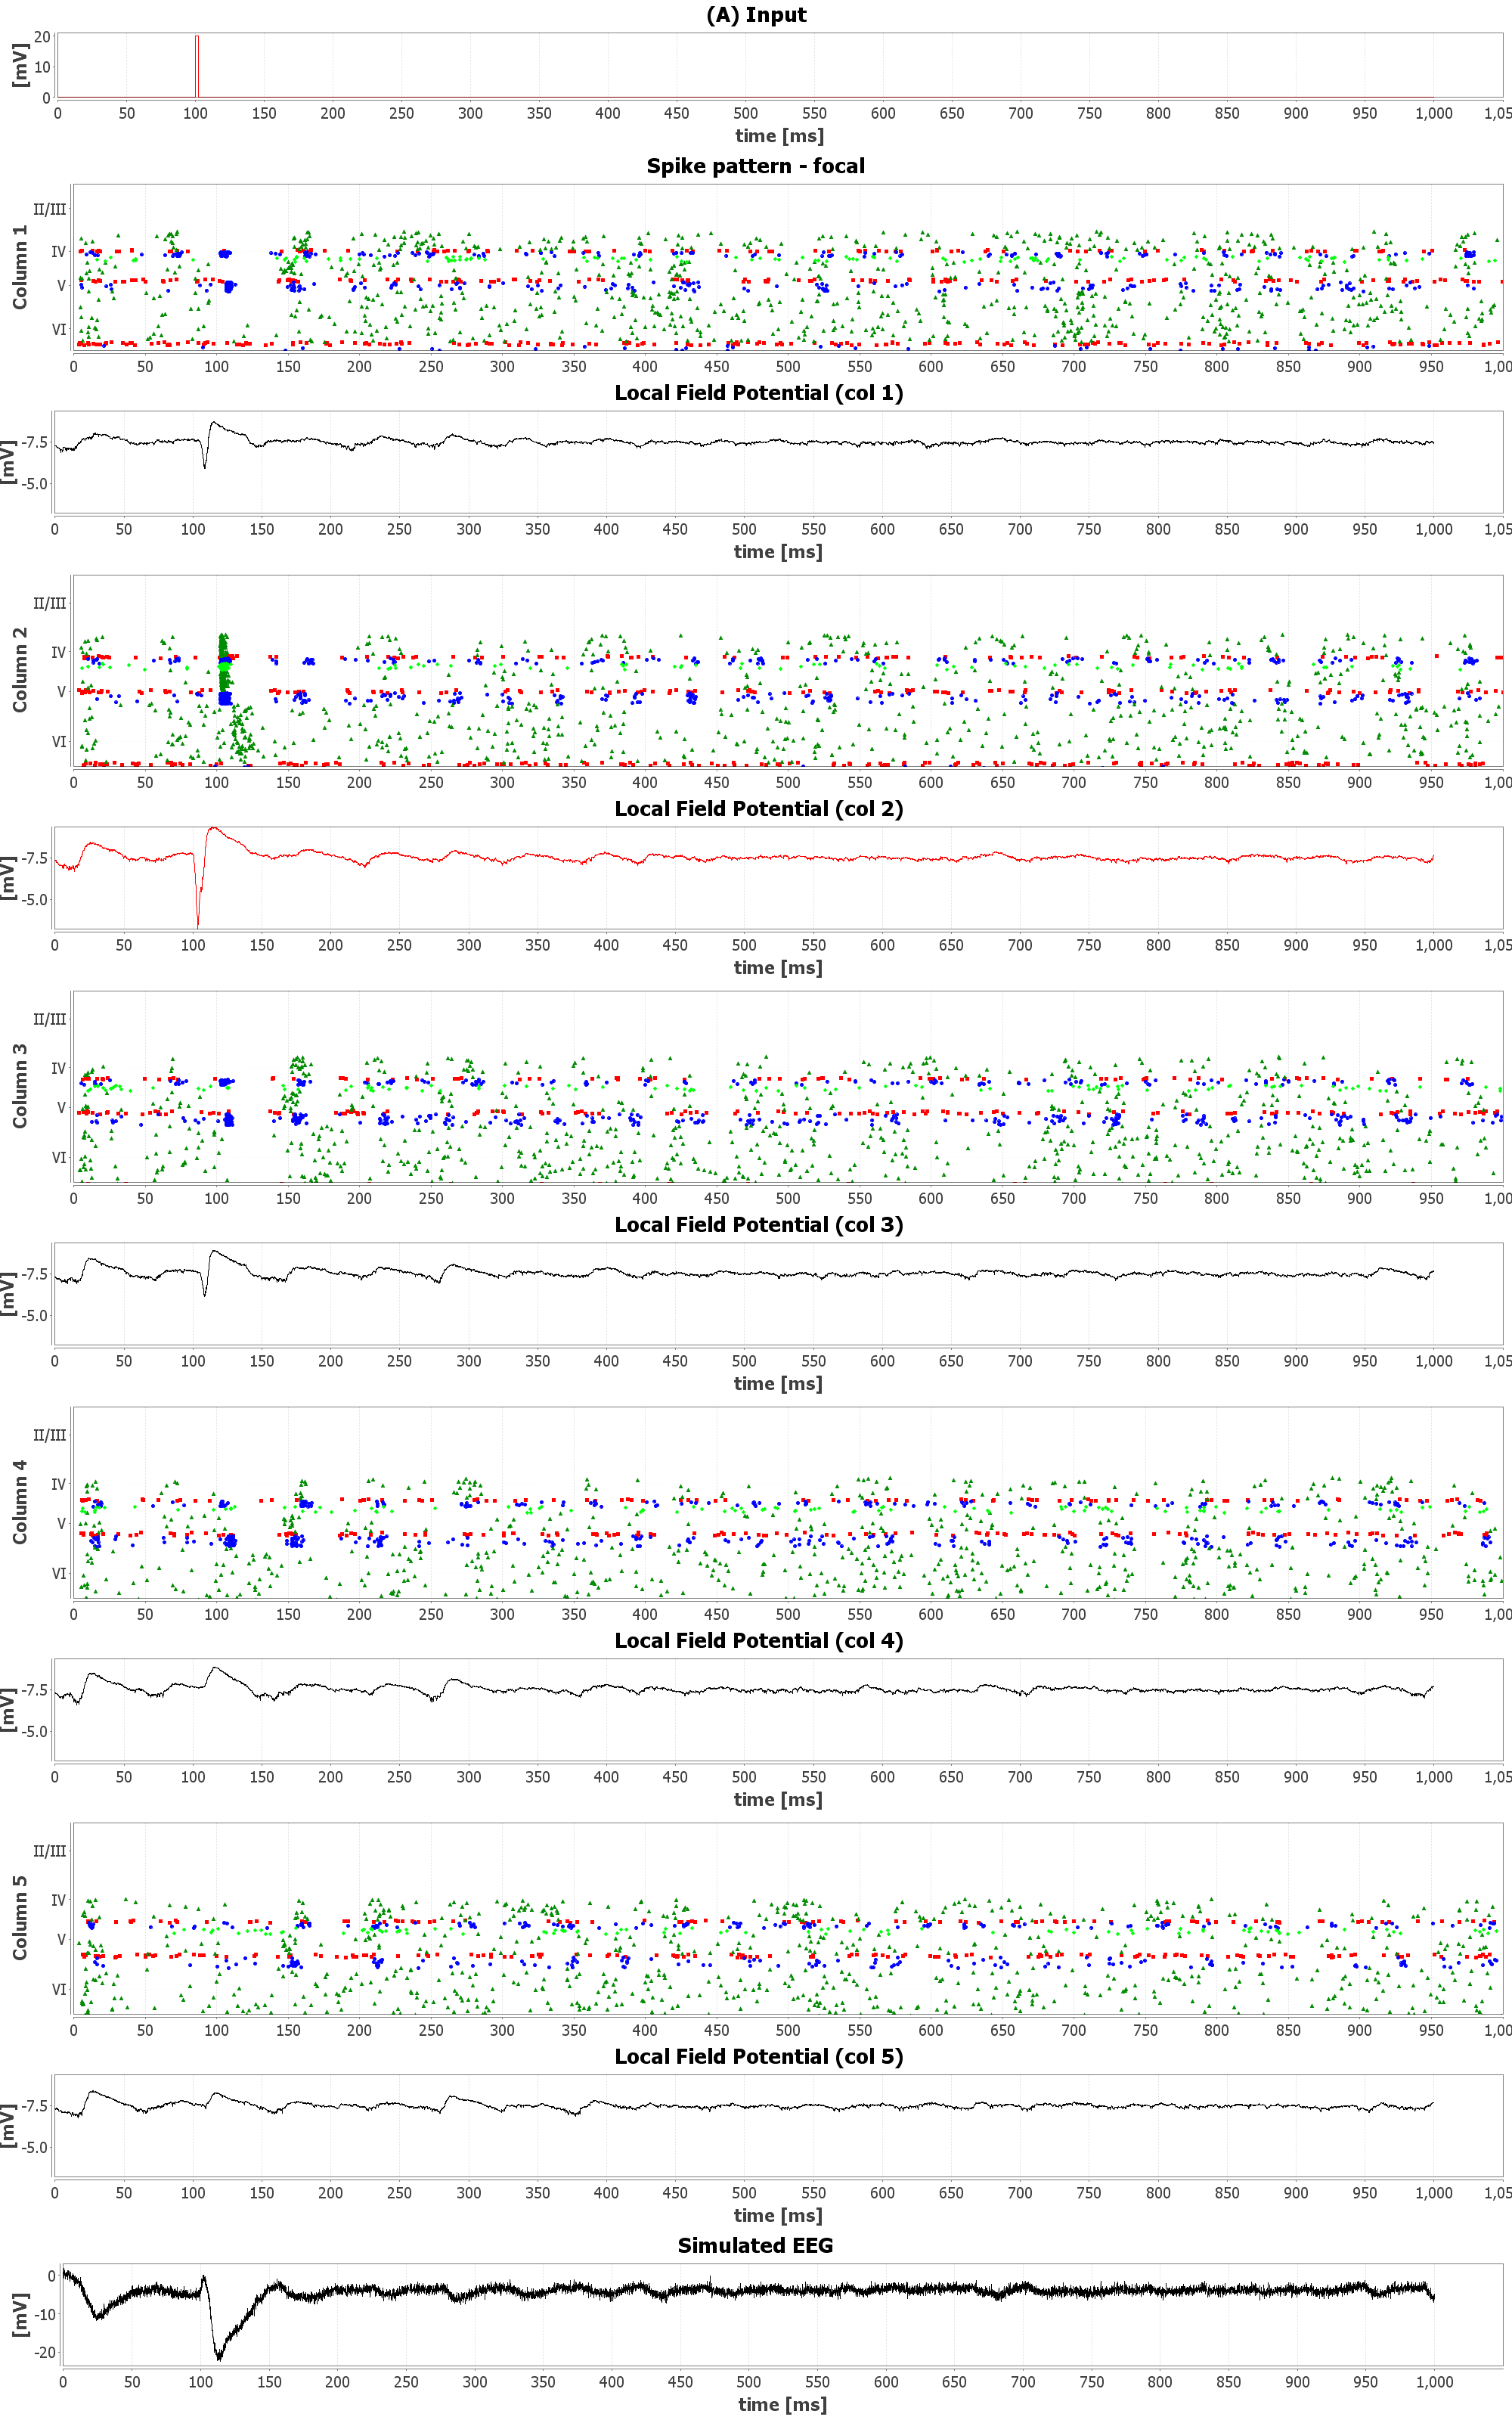 (A) Input
[mV]
20
10
0
0 50 100 150 200 250 300 350 400 450 500 550 600 650 700 750 800 850 900 950 1,000 1,05
time [ms]
Spike pattern - focal
Column 1
II/III
IV
V
VI
0 50 100 150 200 250 300 350 400 450 500 550 600 650 700 750 800 850 900 950 1,00
Local Field Potential (col 1)
[mV]
-7.5
-5.0
0 50 100 150 200 250 300 350 400 450 500 550 600 650 700 750 800 850 900 950 1,000 1,05
time [ms]
Column 2
II/III
IV
V
VI
0 50 100 150 200 250 300 350 400 450 500 550 600 650 700 750 800 850 900 950 1,00
Local Field Potential (col 2)
[mV]
-7.5
-5.0
0 50 100 150 200 250 300 350 400 450 500 550 600 650 700 750 800 850 900 950 1,000 1,05
time [ms]
Column 3
II/III
IV
V
VI
0 50 100 150 200 250 300 350 400 450 500 550 600 650 700 750 800 850 900 950 1,00
Local Field Potential (col 3)
[mV]
-7.5
-5.0
0 50 100 150 200 250 300 350 400 450 500 550 600 650 700 750 800 850 900 950 1,000 1,05
time [ms]
Column 4
II/III
IV
V
VI
0 50 100 150 200 250 300 350 400 450 500 550 600 650 700 750 800 850 900 950 1,00
Local Field Potential (col 4)
[mV]
-7.5
-5.0
0 50 100 150 200 250 300 350 400 450 500 550 600 650 700 750 800 850 900 950 1,000 1,05
time [ms]
Column 5
II/III
IV
V
VI
0 50 100 150 200 250 300 350 400 450 500 550 600 650 700 750 800 850 900 950 1,00
Local Field Potential (col 5)
[mV]
-7.5
-5.0
0 50 100 150 200 250 300 350 400 450 500 550 600 650 700 750 800 850 900 950 1,000 1,05
time [ms]
Simulated EEG
[mV]
0
-10
-20
0 50 100 150 200 250 300 350 400 450 500 550 600 650 700 750 800 850 900 950 1,000
time [ms]